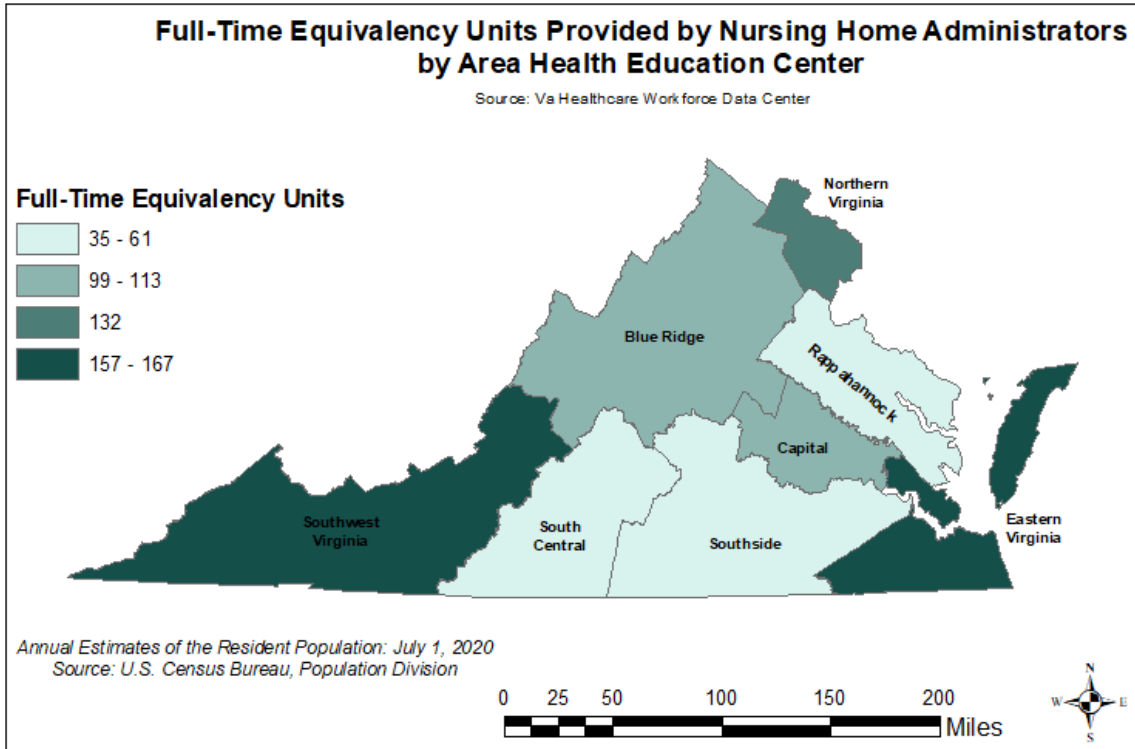 Full-Time Equivalency Units Provided by Nursing Home Administrators
by Area Health Education Center
Source: Va Healthcare Workforce Data Center
Full-Time Equivalency Units
35 - 61
99 - 113
132
157 - 167
Northern
Virginia
Blue Ridge
Rappahannock
Capital
Southwest
Virginia
South
Central
Southside
Eastern
Virginia
Annual Estimates of the Resident Population: July 1, 2020
Source: U.S. Census Bureau, Population Division
0 25 50 100 150 200
Miles
N
W E
S